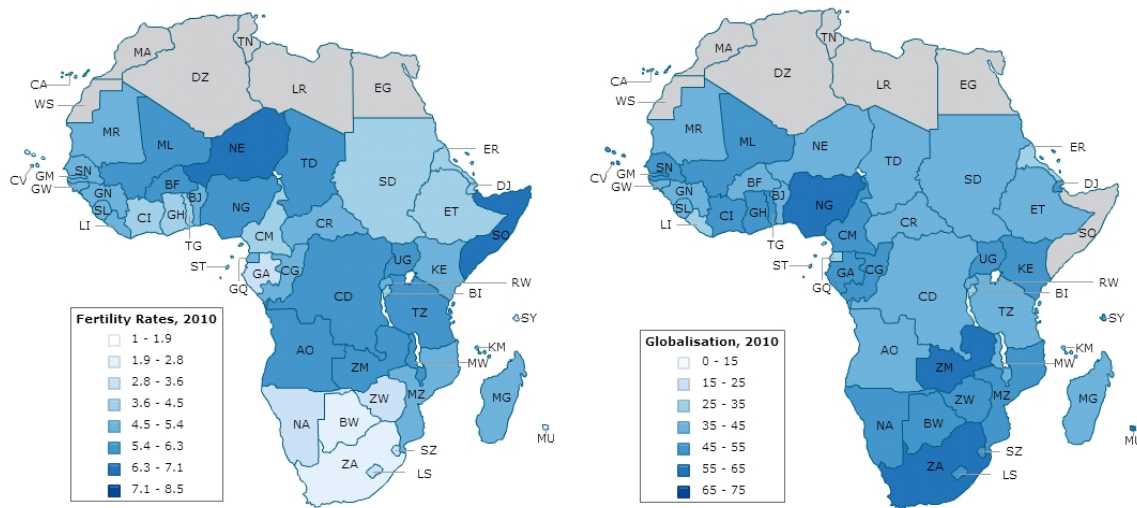 MA
TN
CA
DZ
LR
EG
WS
MR
ML
NE
TD
SD
ER
CV
SN
GM
GW
BF
DJ
GN
BJ
NG
SL
CI
GH
ET
LI
TG
CM
CR
SO
ST
GA
CG
UG
KE
GQ
CD
RW
BI
TZ
SY
AO
KM
ZM
MW
MZ
NA
ZW
MG
BW
MU
SZ
ZA
LS
Fertility Rates, 2010
1 - 1.9
1.9 - 2.8
2.8 - 3.6
3.6 - 4.5
4.5 - 5.4
5.4 - 6.3
6.3 - 7.1
7.1 - 8.5
MA
TN
CA
DZ
LR
EG
WS
MR
ML
NE
TD
SD
ER
CV
SN
GM
GW
BF
DJ
GN
BJ
NG
SL
CI
GH
ET
LI
TG
CM
CR
SO
ST
GA
CG
UG
KE
GQ
CD
RW
BI
TZ
SY
AO
KM
ZM
MW
MZ
NA
ZW
MG
BW
MU
SZ
ZA
LS
Globalisation, 2010
0 - 15
15 - 25
25 - 35
35 - 45
45 - 55
55 - 65
65 - 75